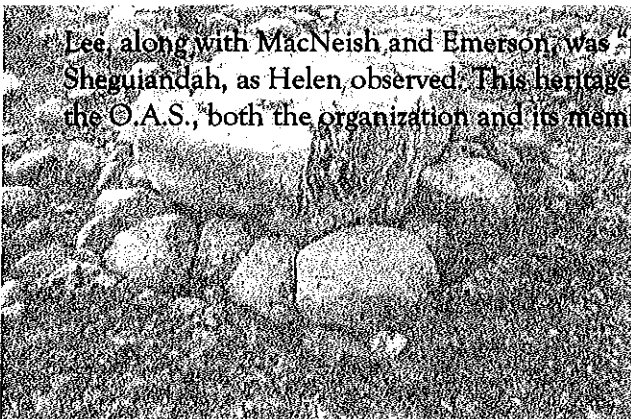 Lee, along with MacNeish and Emerson, was "
Sheguiandah, as Helen observed. This heritage
the O.A.S., both the organization and its mem